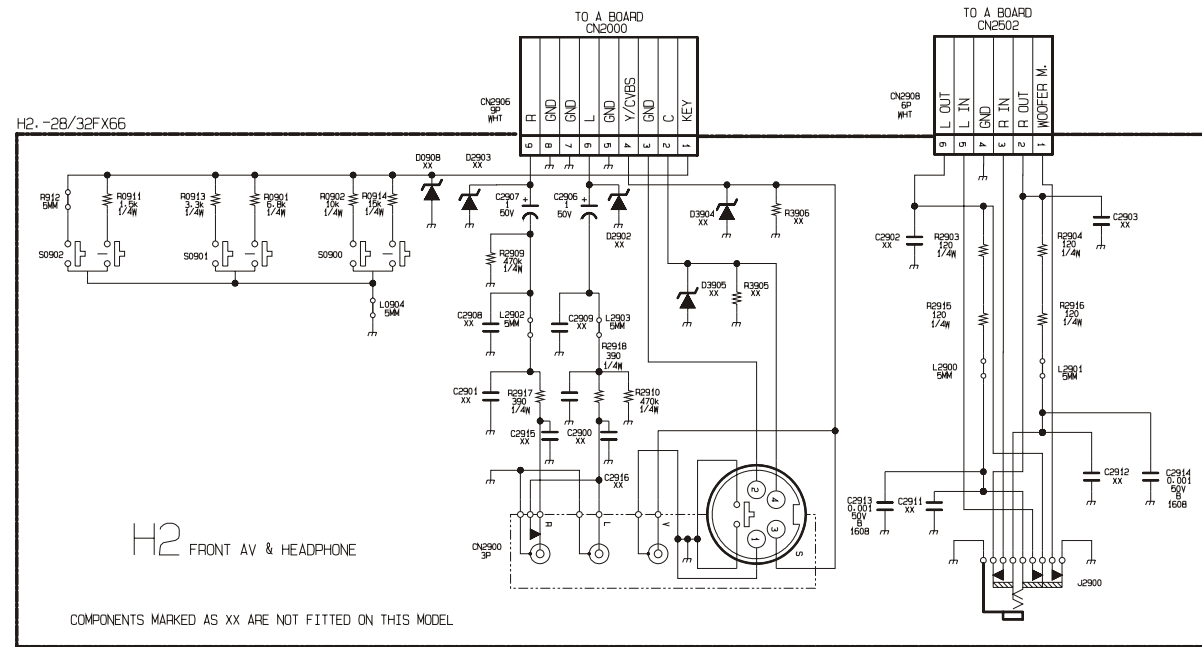 TO A BOARD
CN2000
TO A BOARD
CN2502
CN2906
9P
WHT
R
GND
GND
L
GND
Y/CVBS
GND
C
KEY
9
8
7
6
5
4
3
2
1
CN2908
6P
WHT
L OUT
L IN
GND
R IN
R OUT
WOOFER M.
6
5
4
3
2
1
H2. -28/32FX66
R912
5MM
R0911
1.5k
1/4W
R0913
3.3k
1/4W
R0901
6.8k
1/4W
R0902
10k
1/4W
R0914
15k
1/4W
D0908
XX
D2903
XX
C2907
1
50V
+
C2906
1
50V
+
D2902
XX
D3904
XX
R3906
XX
C2902
XX
R2903
120
1/4W
R2904
120
1/4W
C2903
XX
S0902
S0901
S0900
L0904
5MM
R2909
470k
1/4W
D3905
XX
R3905
XX
C2908
XX
L2902
5MM
C2909
XX
L2903
5MM
R2915
120
1/4W
R2916
120
1/4W
R2918
390
1/4W
L2900
5MM
L2901
5MM
C2901
XX
R2917
390
1/4W
R2910
470k
1/4W
C2915
XX
C2900
XX
C2916
XX
C2913
0.001
50V
B
1608
C2911
XX
C2912
XX
C2914
0.001
50V
B
1608
2
4
1
3
S
CN2900
3P
R
L
V
J2900
H2 FRONT AV & HEADPHONE
COMPONENTS MARKED AS XX ARE NOT FITTED ON THIS MODEL